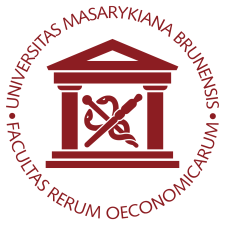 • UNIVERSITAS MASARYKIANA BRUNENSIS •
FACULTAS RERUM OECONOMICARUM